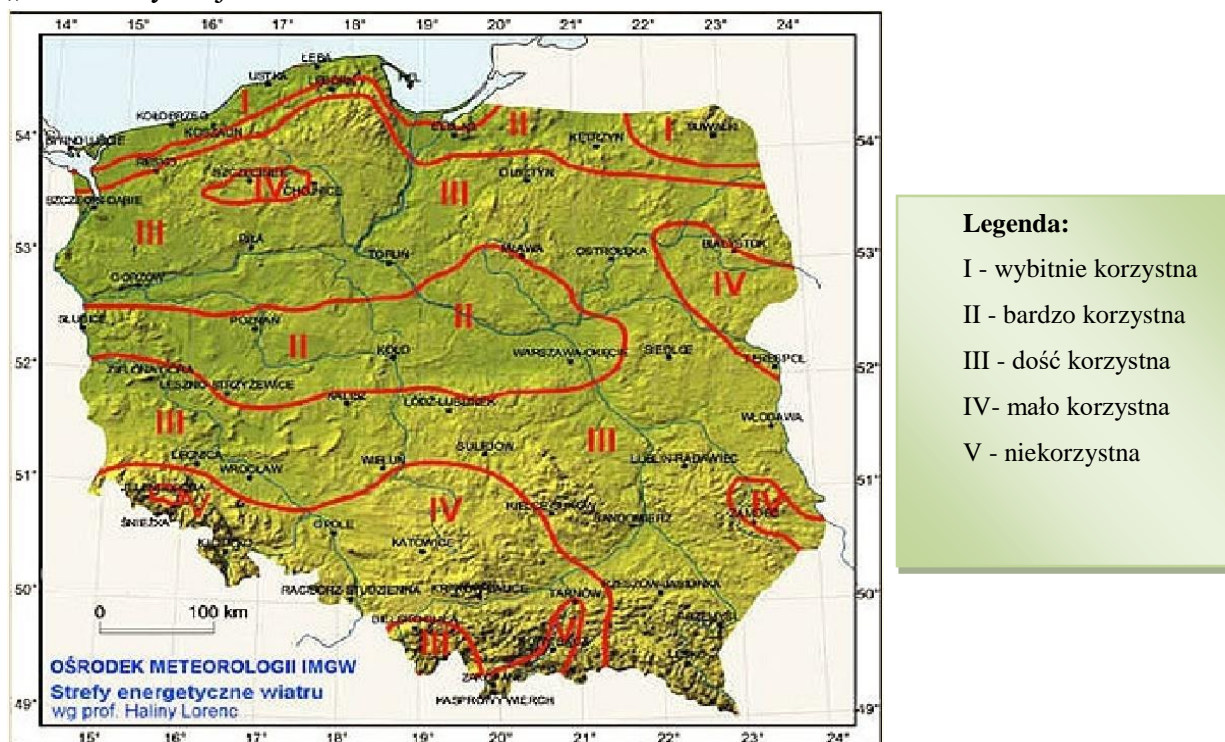 14° 15° 16° 17° 18° 19° 20° 21° 22° 23° 24°
ŁEBA
USTKA
HEL
LĘBORK
KOŁOBRZEG
I
KOSZALIN
54° 54°
ELBLĄG
II
I
SUWAŁKI
KĘTRZYN
ŚWINOUJŚCIE
RESKO
SZCZECINEK
IV
CHOJNICE
OLSZTYN
III
SZCZECIN-DĄBIE
III
53° 53°
PIŁA
TORUŃ
MŁAWA
OSTROŁĘKA
BIAŁYSTOK
IV
GORZÓW
SŁUBICE
POZNAŃ
II
II
KOŁO
WARSZAWA-OKĘCIE
SIEDLCE
TERESPOL
52° 52°
ZIELONA GÓRA
LESZNO-STRZYŻEWICE
KALISZ
ŁÓDŹ-LUBLINEK
III
III
WŁODAWA
SULEJÓW
LEGNICA
WROCŁAW
WIELUŃ
LUBLIN-RADAWIEC
51° 51°
JELENIA GÓRA
V
ŚNIEŻKA
IV
IV
ZAMOŚĆ
OPOLE
SANDOMIERZ
KŁODZKO
KATOWICE
50° 50°
RACIBÓRZ-STUDZIENNA
TARNÓW
RZESZÓW-JASIONKA
0 100 km
III
ZAKOPANE
KASPROWY WIERCH
49° 49°
OŚRODEK METEOROLOGII IMGW
Strefy energetyczne wiatru
wg prof. Haliny Lorenc
15° 16° 17° 18° 19° 20° 21° 22° 23° 24°
Legenda:
I - wybitnie korzystna
II - bardzo korzystna
III - dość korzystna
IV- mało korzystna
V - niekorzystna